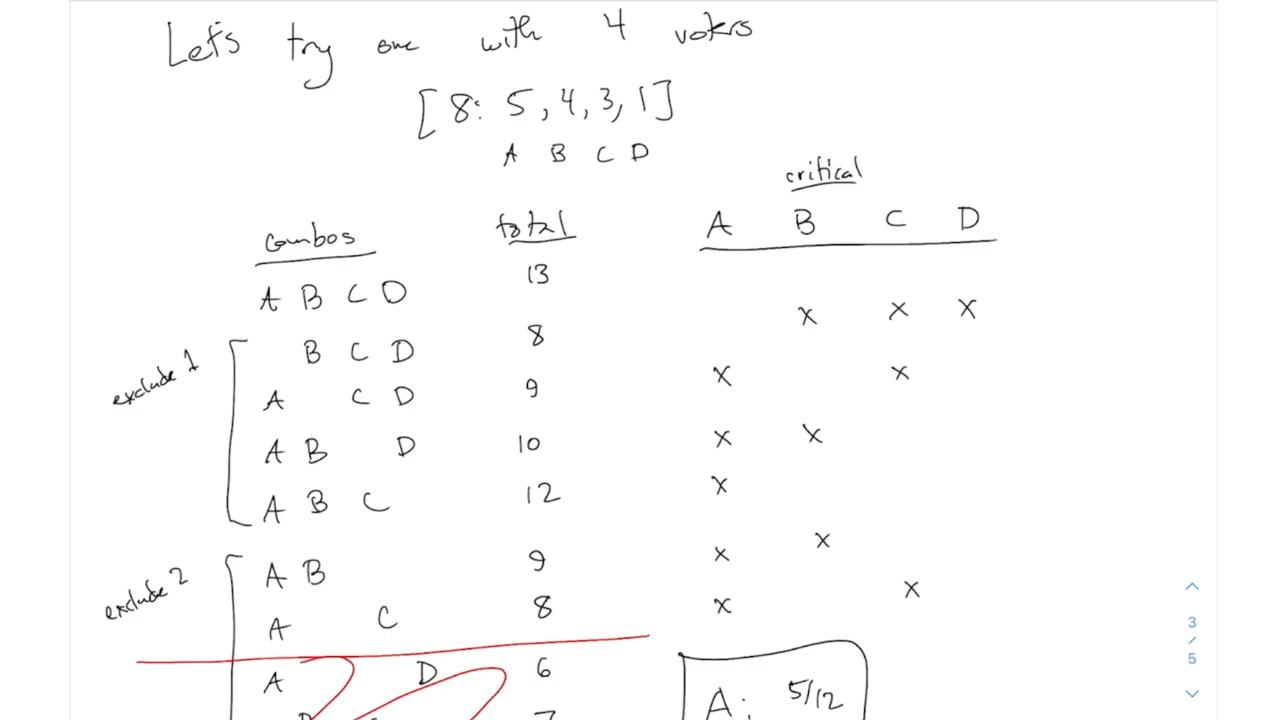 Let's try one with 4 voters
[8: 5, 4, 3, 1]
A B C D
critical
combos total A B C D
A B C D 13
exclude 1
B C D 8 x x x
A C D 9 x x
A B D 10 x x
A B C 12 x
exclude 2
A B 9 x x
A C 8 x x
A D 6
A: 5/12
7
3
/
5